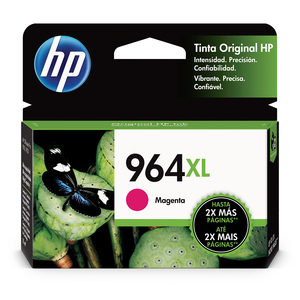 hp
Tinta Original HP
Intensidad. Precisión.
Confiabilidad.
Vibrante. Precisa.
Confiável.
964XL
Magenta
HASTA
2X MÁS
PÁGINAS**
ATÉ
2X MAIS
PÁGINAS**